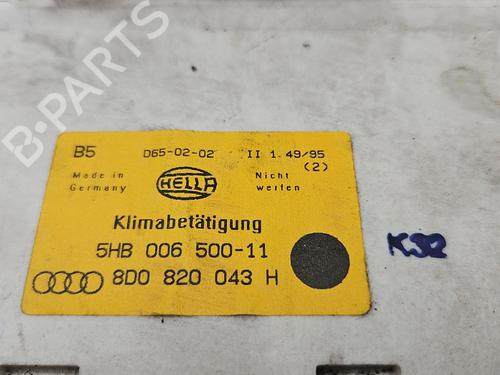 B-PARTS
B5 D65-02-02 II 1 49/95
(2)
Made in Germany
HELLA
Nicht werfen
Klimabetätigung
5HB 006 500-11
8D0 820 043 H
K92